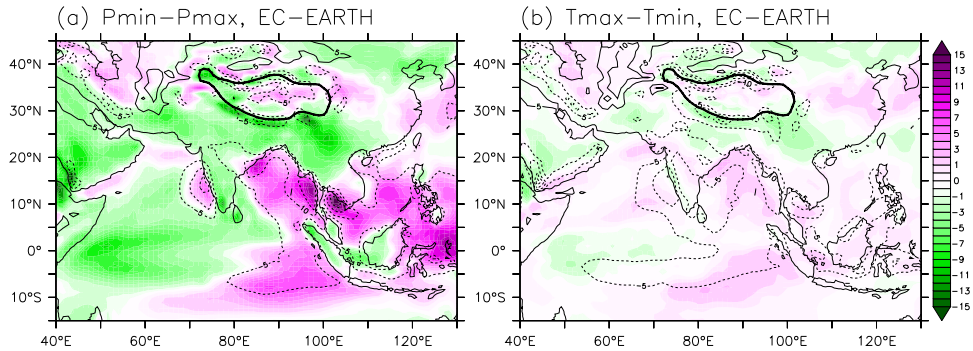 (a) Pmin−Pmax, EC−EARTH
(b) Tmax−Tmin, EC−EARTH
40°N
30°N
20°N
10°N
0°
10°S
40°E
60°E
80°E
100°E
120°E
40°N
30°N
20°N
10°N
0°
10°S
40°E
60°E
80°E
100°E
120°E
15
13
11
9
7
5
3
1
0
−1
−3
−5
−7
−9
−11
−13
−15